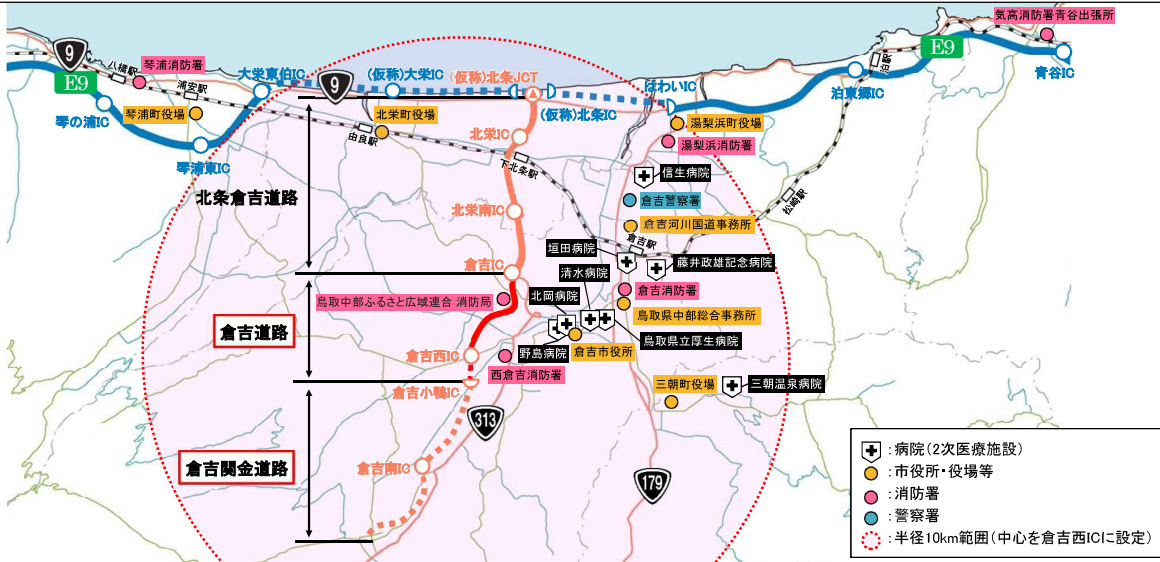 気高消防署青谷出張所
9
E9
八橋駅
琴浦消防署
浦安駅
大栄東伯IC
9
(仮称)大栄IC
(仮称)北条JCT
はわいIC
泊東郷IC
泊駅
E9
青谷IC
琴の浦IC
琴浦町役場
北栄町役場
(仮称)北条IC
湯梨浜町役場
琴浦東IC
由良駅
北栄IC
湯梨浜消防署
下北条駅
信生病院
松崎駅
北条倉吉道路
倉吉警察署
北栄南IC
倉吉河川国道事務所
倉吉駅
垣田病院
藤井政雄記念病院
倉吉IC
清水病院
北岡病院
倉吉消防署
鳥取中部ふるさと広域連合 消防局
鳥取県中部総合事務所
倉吉道路
倉吉西IC
野島病院
倉吉市役所
鳥取県立厚生病院
西倉吉消防署
倉吉小鴨IC
三朝町役場
三朝温泉病院
313
倉吉関金道路
倉吉南IC
179
:病院(2次医療施設)
:市役所・役場等
:消防署
:警察署
:半径10km範囲(中心を倉吉西ICに設定)